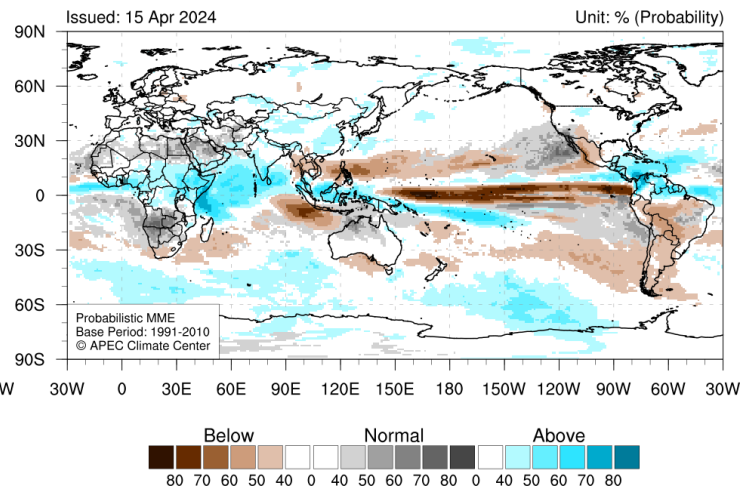 Issued: 15 Apr 2024 Unit: % (Probability)
90N
60N
30N
0
30S
60S
90S
Probabilistic MME
Base Period: 1991-2010
© APEC Climate Center
W 30W 0 30E 60E 90E 120E 150E 180 150W 120W 90W 60W 30W
Below Normal Above
80 70 60 50 40 0 40 50 60 70 80 0 40 50 60 70 80